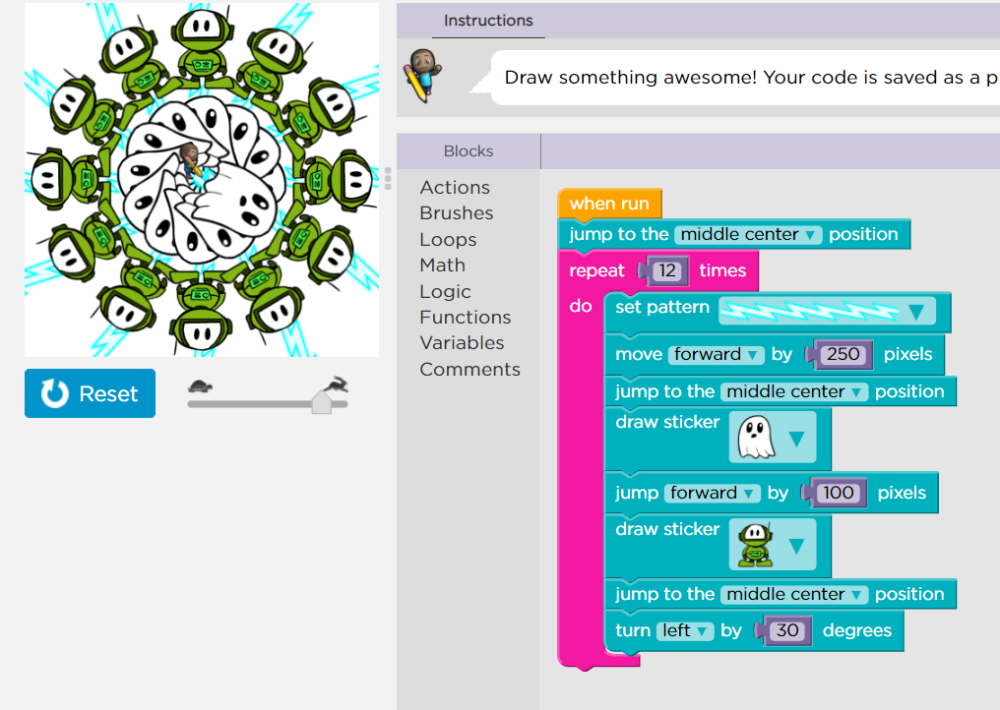 Instructions
Draw something awesome! Your code is saved as a p
Blocks
Actions
Brushes
Loops
Math
Logic
Functions
Variables
Comments
when run
jump to the middle center position
repeat 12 times
do set pattern
move forward by 250 pixels
jump to the middle center position
draw sticker
jump forward by 100 pixels
draw sticker
jump to the middle center position
turn left by 30 degrees
Reset